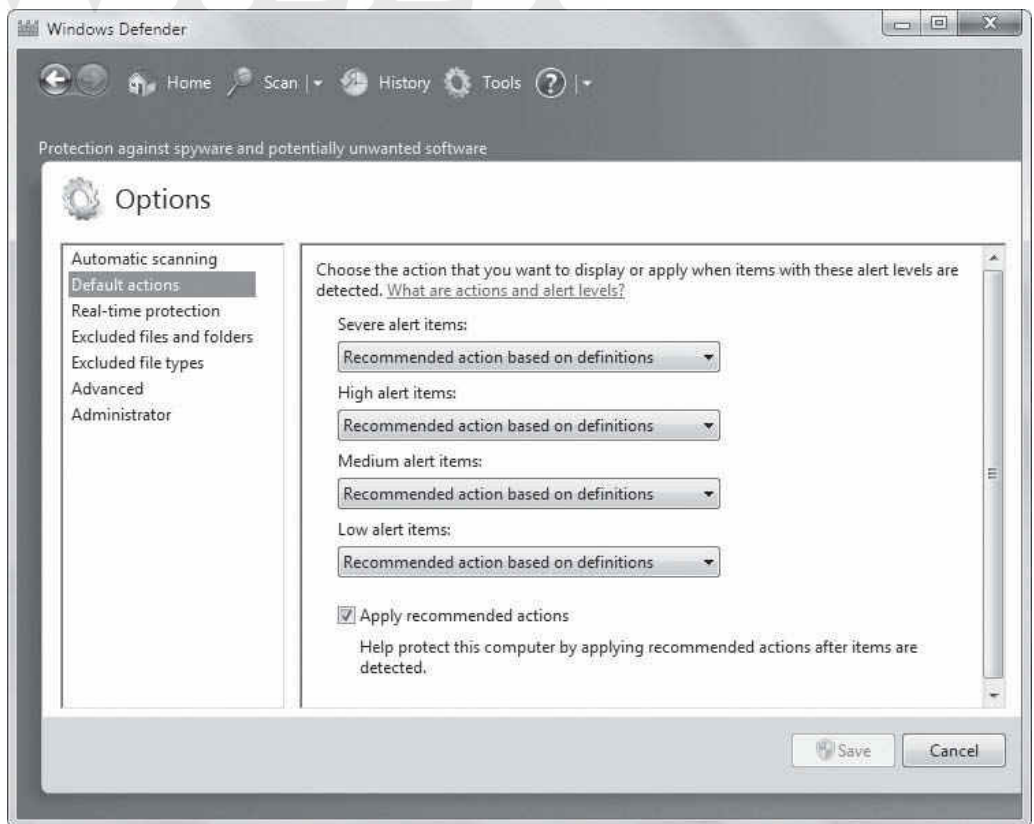 Windows Defender
Home Scan History Tools ?
Protection against spyware and potentially unwanted software
Options
Automatic scanning
Default actions
Real-time protection
Excluded files and folders
Excluded file types
Advanced
Administrator
Choose the action that you want to display or apply when items with these alert levels are
detected. What are actions and alert levels?
Severe alert items:
Recommended action based on definitions
High alert items:
Recommended action based on definitions
Medium alert items:
Recommended action based on definitions
Low alert items:
Recommended action based on definitions
Apply recommended actions
Help protect this computer by applying recommended actions after items are
detected.
Save Cancel